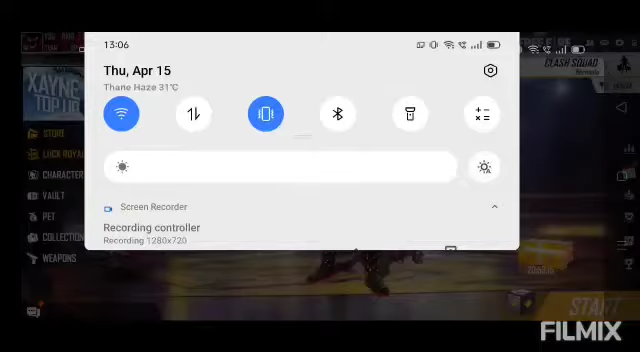 13:06
Thu, Apr 15
Thane Haze 31°C
Screen Recorder
Recording controller
Recording 1280x720
XAYNE
TOP UP
STORE
LUCK ROYAL
CHARACTER
VAULT
PET
COLLECTION
WEAPONS
CLASH SQUAD
START
FILMIX